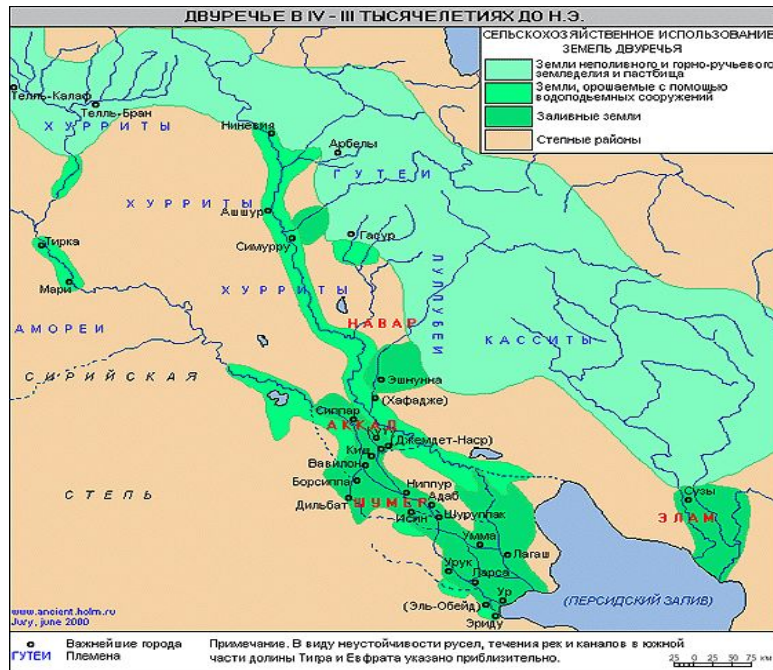 ДВУРЕЧЬЕ В IV - III ТЫСЯЧЕЛЕТИЯХ ДО Н.Э.
СЕЛЬСКОХОЗЯЙСТВЕННОЕ ИСПОЛЬЗОВАНИЕ
ЗЕМЕЛЬ ДВУРЕЧЬЯ
Земли неполивного и горно-ручьевого
земледелия и пастбища
Земли, орошаемые с помощью
водоподъемных сооружений
Заливные земли
Степные районы
Телль-Калаф
Телль-Бран
ХУРРИТЫ
Ниневия
Арбелы
ГУТЕИ
ХУРРИТЫ
Ашшур
Гасур
Симурру
Тирка
Мари
ХУРРИТЫ
ЛУЛЛУБЕИ
АМОРЕИ
НАВАР
КАССИТЫ
СИРИЙСКАЯ
Эшнунна
(Хафадже)
Сиппар
АККАД
Кута
(Джемдет-Наср)
Киш
Вавилон
Борсиппа
Ниппур
СТЕПЬ
Дильбат
ШУМЕР
Адаб
Исин
Шуруппак
Сузы
ЭЛАМ
Умма
Лагаш
Урук
Ларса
Ур
(Эль-Обейд)
Эриду
(ПЕРСИДСКИЙ ЗАЛИВ)
www.ancient.holm.ru
Jury, june 2000
Важнейшие города
ГУТЕИ Племена
Примечание. В виду неустойчивости русел, течения рек и каналов в южной
части долины Тигра и Евфрата указано приблизительно.
25 0 25 50 75 км